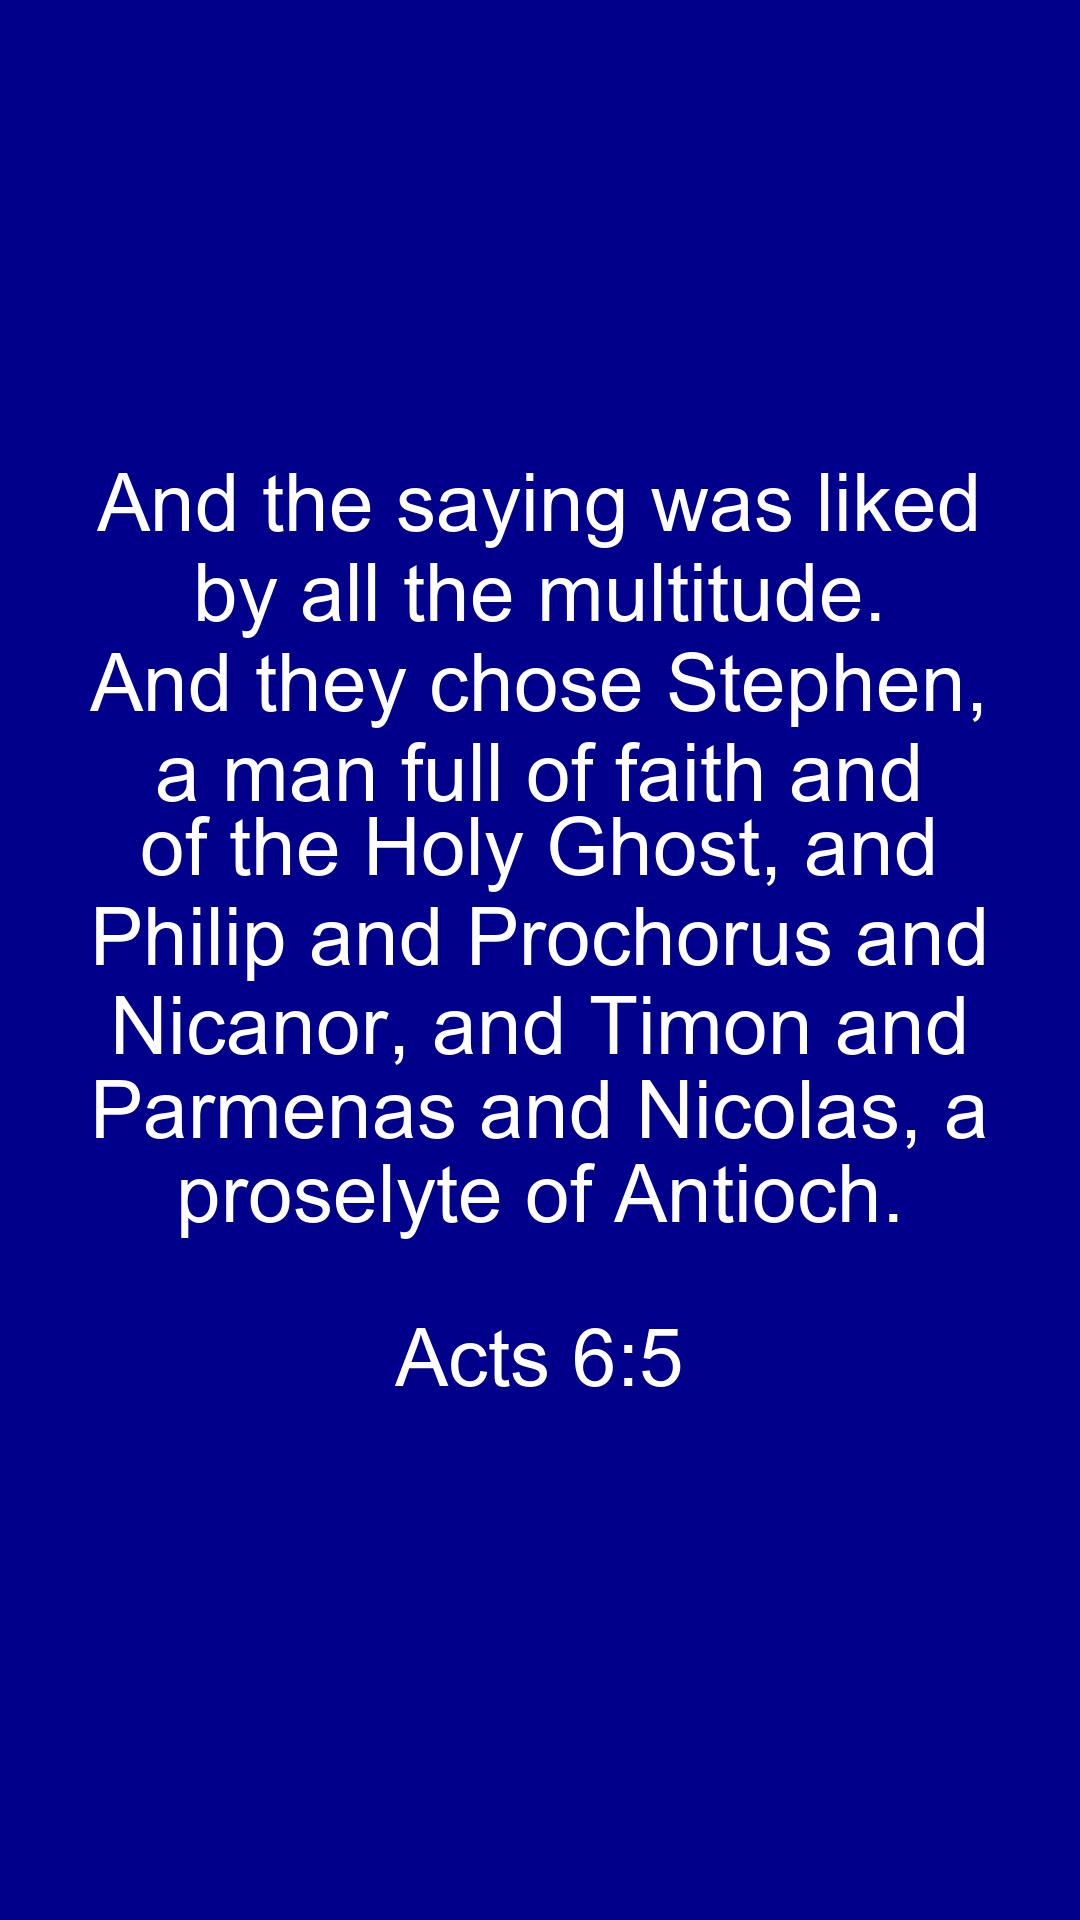 And the saying was liked
by all the multitude.
And they chose Stephen,
a man full of faith and
of the Holy Ghost, and
Philip and Prochorus and
Nicanor, and Timon and
Parmenas and Nicolas, a
proselyte of Antioch.
Acts 6:5